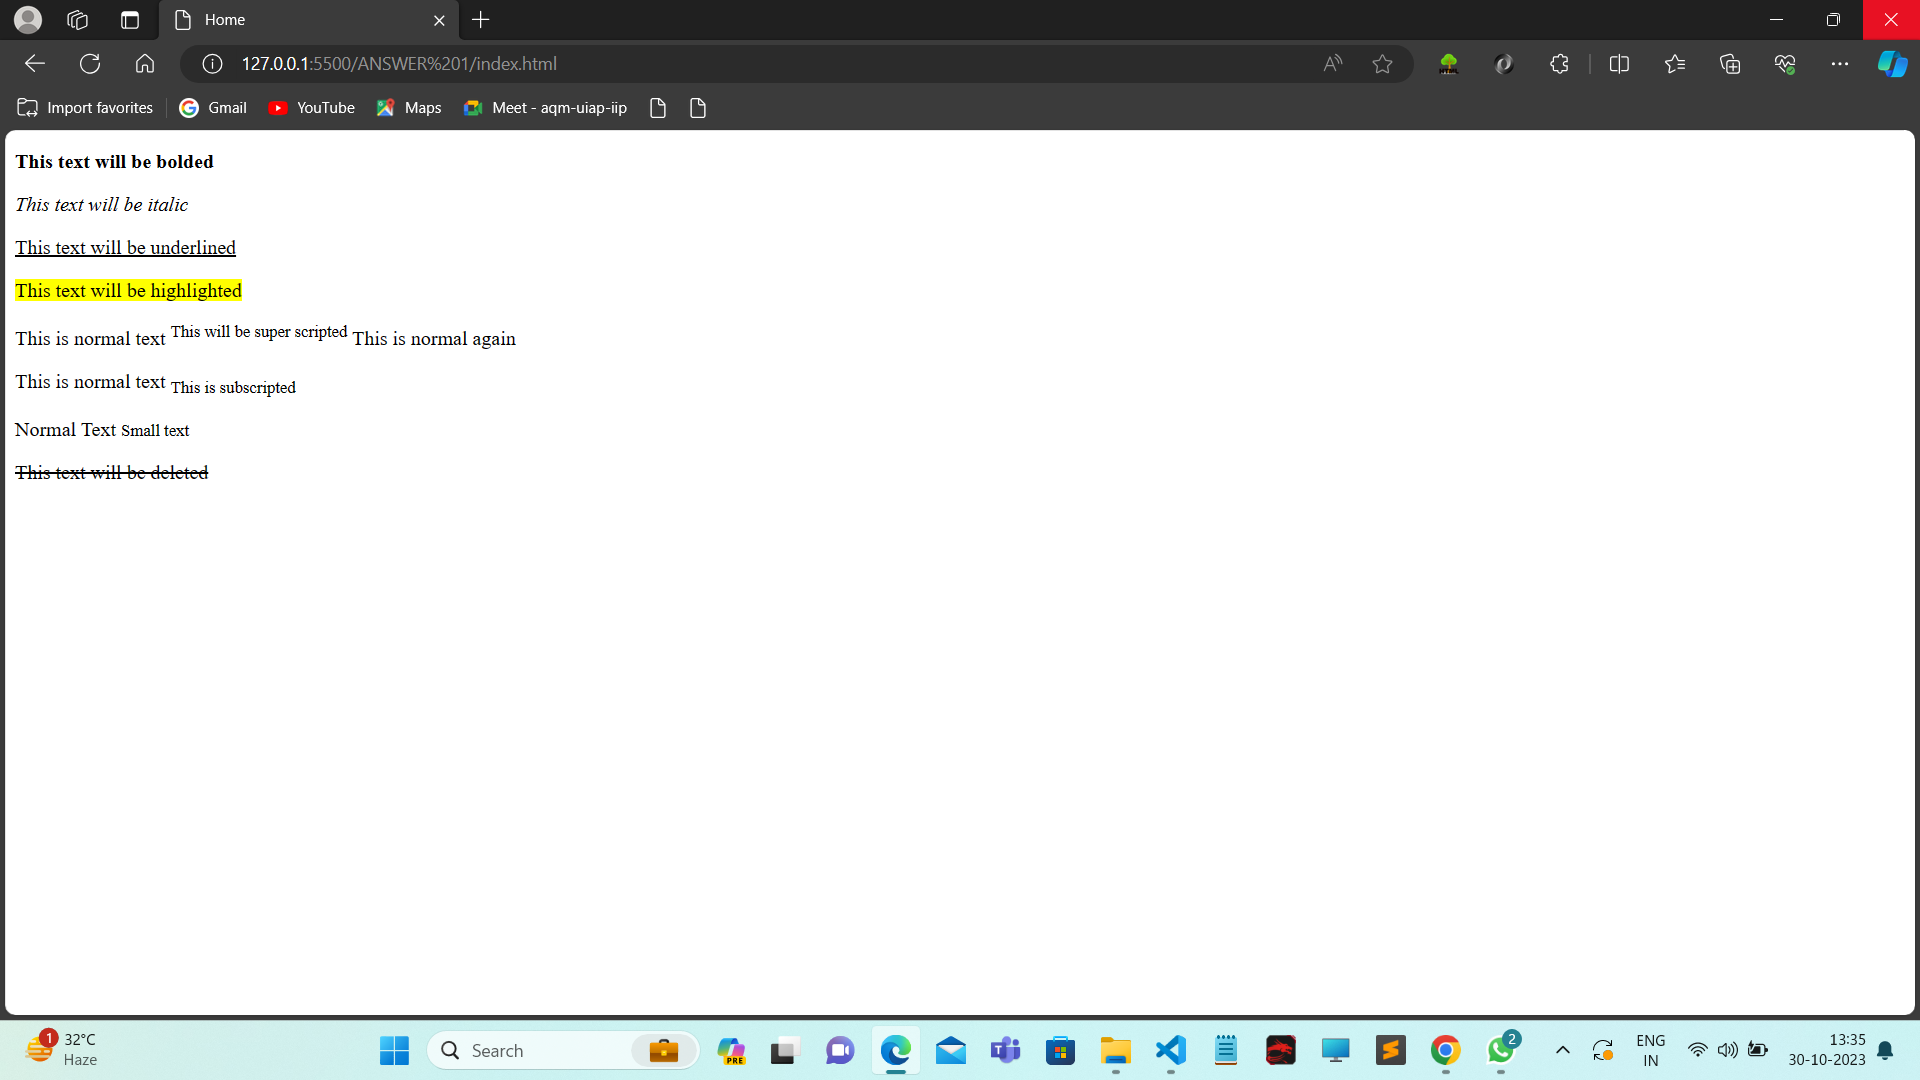 Home
127.0.0.1:5500/ANSWER%201/index.html
Import favorites Gmail YouTube Maps Meet - aqm-uiap-iip
This text will be bolded
This text will be italic
This text will be underlined
This text will be highlighted
This is normal text This will be super scripted This is normal again
This is normal text This is subscripted
Normal Text Small text
This text will be deleted
1 32°C
Haze
Search
PRE
2
ENG
IN
13:35
30-10-2023